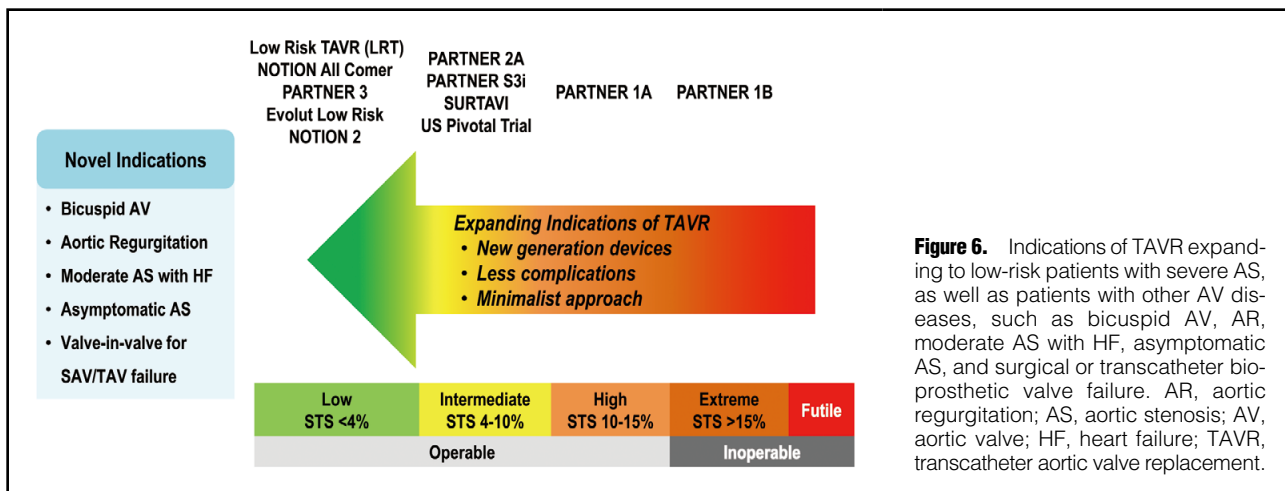 Low Risk TAVR (LRT)
NOTION All Comer
PARTNER 3
Evolut Low Risk
NOTION 2
PARTNER 2A
PARTNER S3i
SURTAVI
US Pivotal Trial
PARTNER 1A
PARTNER 1B
Novel Indications
• Bicuspid AV
• Aortic Regurgitation
• Moderate AS with HF
• Asymptomatic AS
• Valve-in-valve for
SAV/TAV failure
Expanding Indications of TAVR
• New generation devices
• Less complications
• Minimalist approach
Low
STS <4%
Intermediate
STS 4-10%
High
STS 10-15%
Extreme
STS >15%
Futile
Operable
Inoperable
Figure 6. Indications of TAVR expand-
ing to low-risk patients with severe AS,
as well as patients with other AV dis-
eases, such as bicuspid AV, AR,
moderate AS with HF, asymptomatic
AS, and surgical or transcatheter bio-
prosthetic valve failure. AR, aortic
regurgitation; AS, aortic stenosis; AV,
aortic valve; HF, heart failure; TAVR,
transcatheter aortic valve replacement.